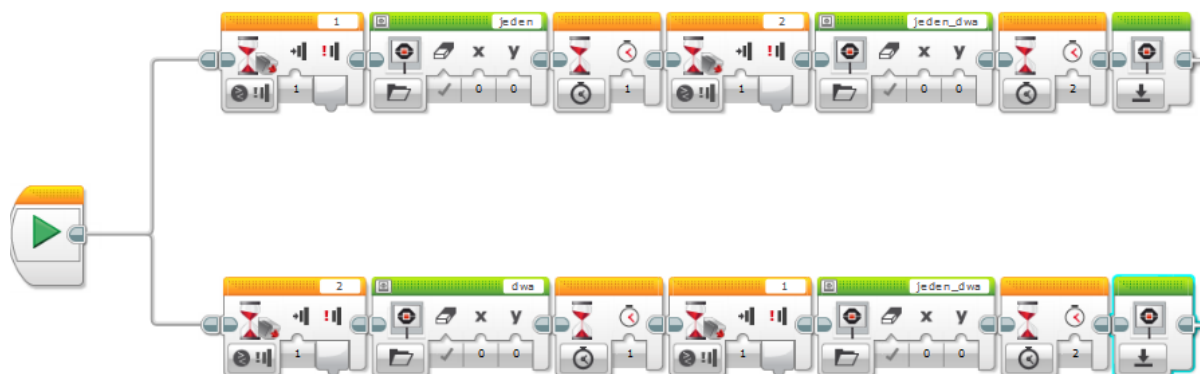 1 jeden 2 jeden_dwa
x y x y
1 0 0 1 1 0 0 2
2 dwa 1 jeden_dwa
x y x y
1 0 0 1 1 0 0 2